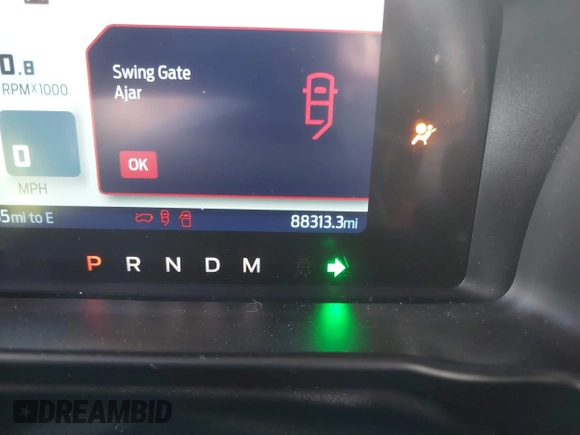 0.8
RPMx1000
0
MPH
Swing Gate
Ajar
OK
5mi to E
88313.3mi
P R N D M
DREAMBID